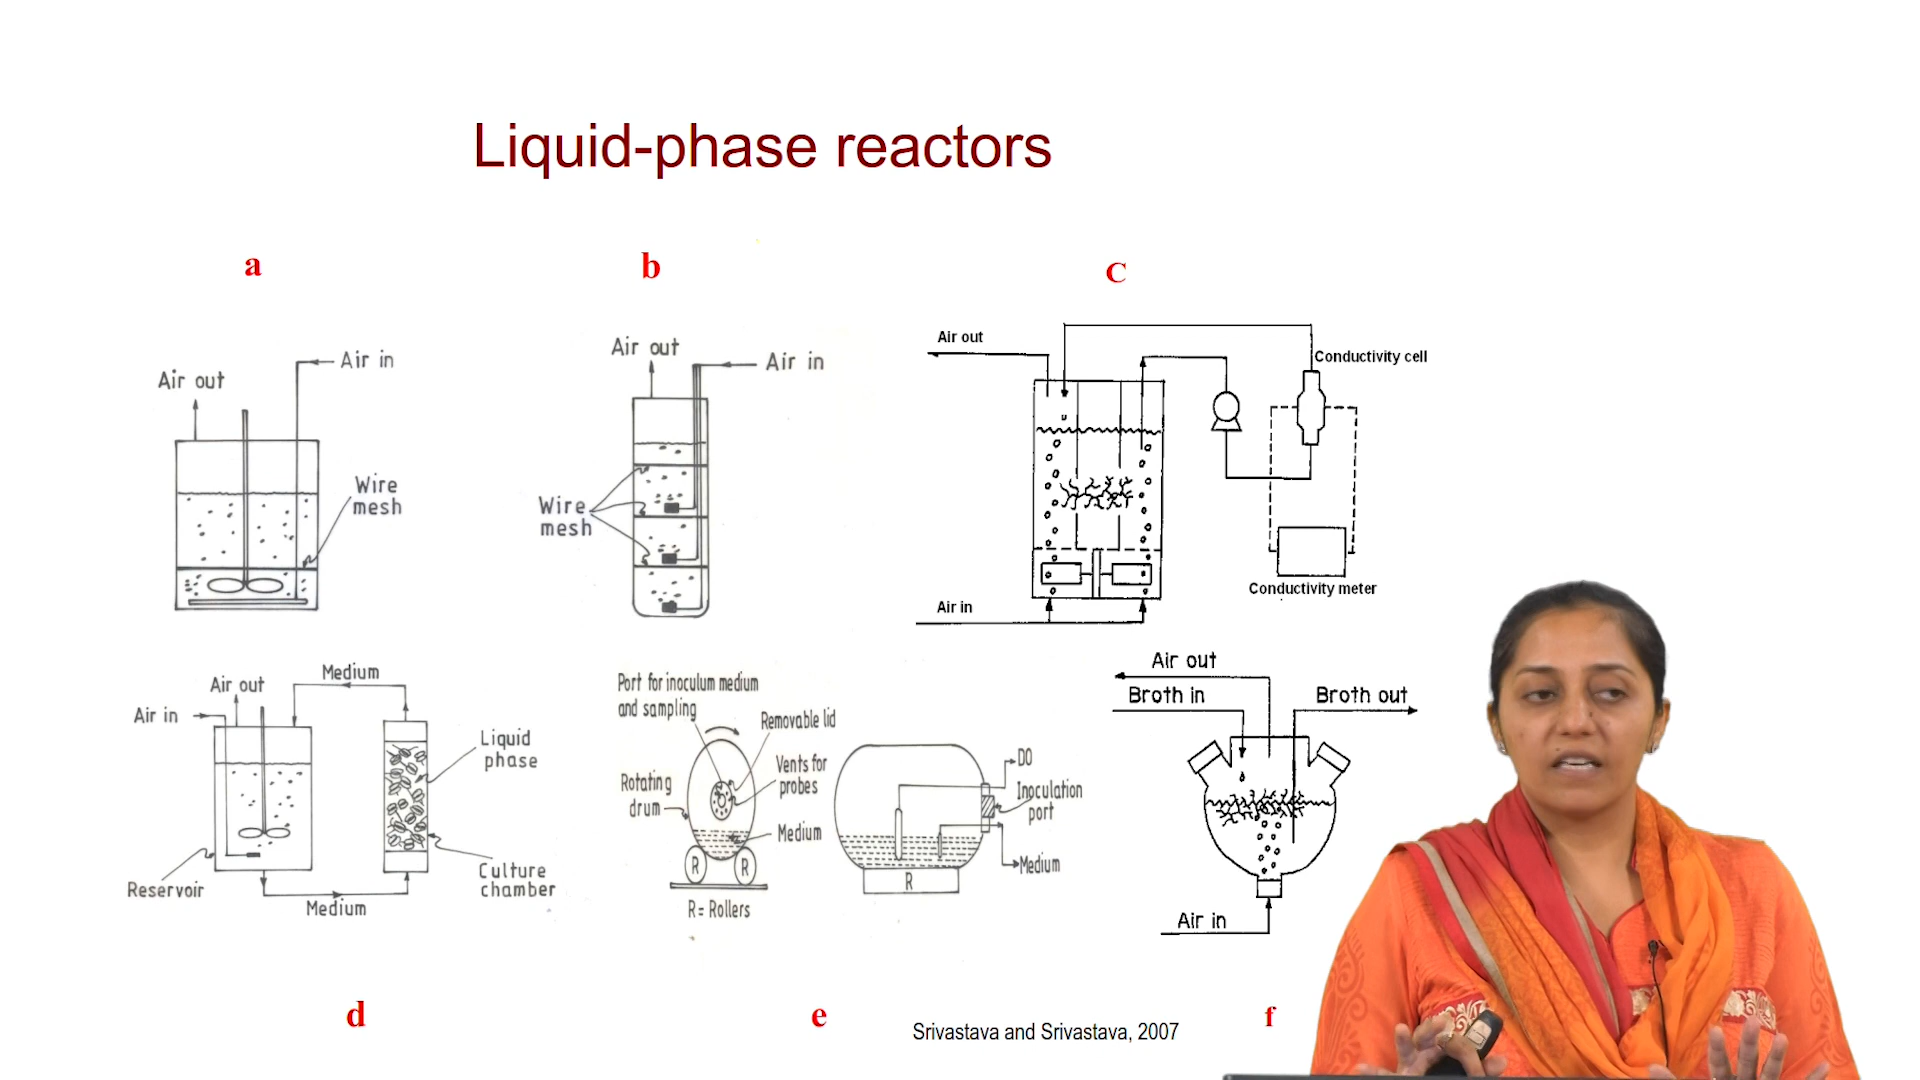 Liquid-phase reactors
a
b
C
Air out
Air in
Wire
mesh
Air out
Air in
Wire
mesh
Air out
Conductivity cell
Conductivity meter
Air in
Medium
Air out
Air in
Liquid
phase
Reservoir
Medium
Culture
chamber
Port for inoculum medium
and sampling
Removable lid
Vents for
probes
Rotating
drum
Medium
R
R
R= Rollers
DO
Inoculation
port
Medium
R
Air out
Broth in
Broth out
Air in
d
e
f
Srivastava and Srivastava, 2007